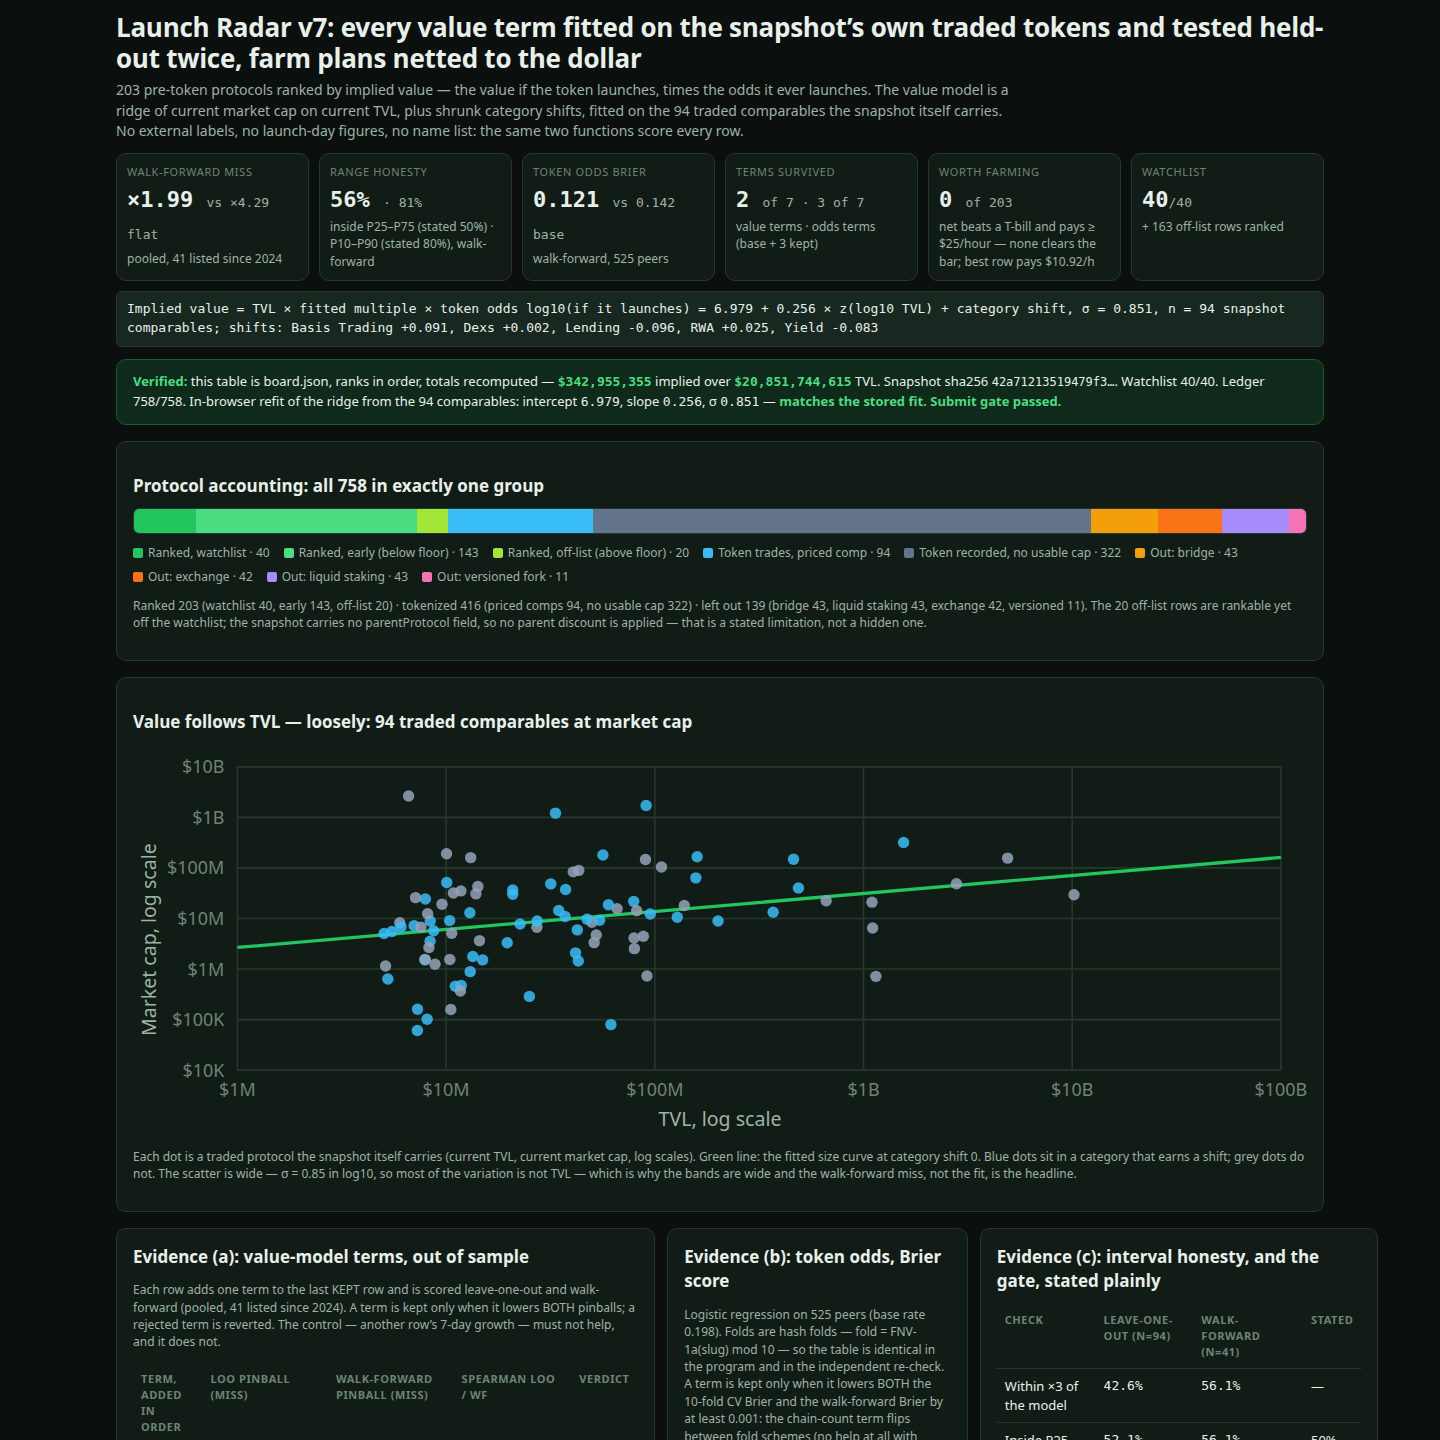 Launch Radar v7: every value term fitted on the snapshot’s own traded tokens and tested held-
out twice, farm plans netted to the dollar
203 pre-token protocols ranked by implied value — the value if the token launches, times the odds it ever launches. The value model is a
ridge of current market cap on current TVL, plus shrunk category shifts, fitted on the 94 traded comparables the snapshot itself carries.
No external labels, no launch-day figures, no name list: the same two functions score every row.
WALK-FORWARD MISS
×1.99 vs ×4.29
flat
pooled, 41 listed since 2024
RANGE HONESTY
56% · 81%
inside P25–P75 (stated 50%) ·
P10–P90 (stated 80%), walk-
forward
TOKEN ODDS BRIER
0.121 vs 0.142
base
walk-forward, 525 peers
TERMS SURVIVED
2 of 7 · 3 of 7
value terms · odds terms
(base + 3 kept)
WORTH FARMING
0 of 203
net beats a T-bill and pays ≥
$25/hour — none clears the
bar; best row pays $10.92/h
WATCHLIST
40/40
+ 163 off-list rows ranked
Implied value = TVL × fitted multiple × token odds log10(if it launches) = 6.979 + 0.256 × z(log10 TVL) + category shift, σ = 0.851, n = 94 snapshot
comparables; shifts: Basis Trading +0.091, Dexs +0.002, Lending -0.096, RWA +0.025, Yield -0.083
Verified: this table is board.json, ranks in order, totals recomputed — $342,955,355 implied over $20,851,744,615 TVL. Snapshot sha256 42a71213519479f3…. Watchlist 40/40. Ledger
758/758. In-browser refit of the ridge from the 94 comparables: intercept 6.979, slope 0.256, σ 0.851 — matches the stored fit. Submit gate passed.
Protocol accounting: all 758 in exactly one group
Ranked, watchlist · 40 Ranked, early (below floor) · 143 Ranked, off-list (above floor) · 20 Token trades, priced comp · 94 Token recorded, no usable cap · 322 Out: bridge · 43
Out: exchange · 42 Out: liquid staking · 43 Out: versioned fork · 11
Ranked 203 (watchlist 40, early 143, off-list 20) · tokenized 416 (priced comps 94, no usable cap 322) · left out 139 (bridge 43, liquid staking 43, exchange 42, versioned 11). The 20 off-list rows are rankable yet
off the watchlist; the snapshot carries no parentProtocol field, so no parent discount is applied — that is a stated limitation, not a hidden one.
Value follows TVL — loosely: 94 traded comparables at market cap
Market cap, log scale
$10B
$1B
$100M
$10M
$1M
$100K
$10K
$1M $10M $100M $1B $10B $100B
TVL, log scale
Each dot is a traded protocol the snapshot itself carries (current TVL, current market cap, log scales). Green line: the fitted size curve at category shift 0. Blue dots sit in a category that earns a shift; grey dots do
not. The scatter is wide — σ = 0.85 in log10, so most of the variation is not TVL — which is why the bands are wide and the walk-forward miss, not the fit, is the headline.
Evidence (a): value-model terms, out of sample
Each row adds one term to the last KEPT row and is scored leave-one-out and walk-
forward (pooled, 41 listed since 2024). A term is kept only when it lowers BOTH pinballs; a
rejected term is reverted. The control — another row’s 7-day growth — must not help,
and it does not.
TERM,
ADDED
IN
ORDER
LOO PINBALL
(MISS)
WALK-FORWARD
PINBALL (MISS)
SPEARMAN LOO
/ WF
VERDICT
Evidence (b): token odds, Brier
score
Logistic regression on 525 peers (base rate
0.198). Folds are hash folds — fold = FNV-
1a(slug) mod 10 — so the table is identical in
the program and in the independent re-check.
A term is kept only when it lowers BOTH the
10-fold CV Brier and the walk-forward Brier by
at least 0.001: the chain-count term flips
between fold schemes (no help at all with
Evidence (c): interval honesty, and the
gate, stated plainly
CHECK
LEAVE-ONE-
OUT (N=94)
WALK-
FORWARD
(N=41)
STATED
Within ×3 of
the model
42.6%
56.1%
—
Inside P25
52.1%
56.1%
50%